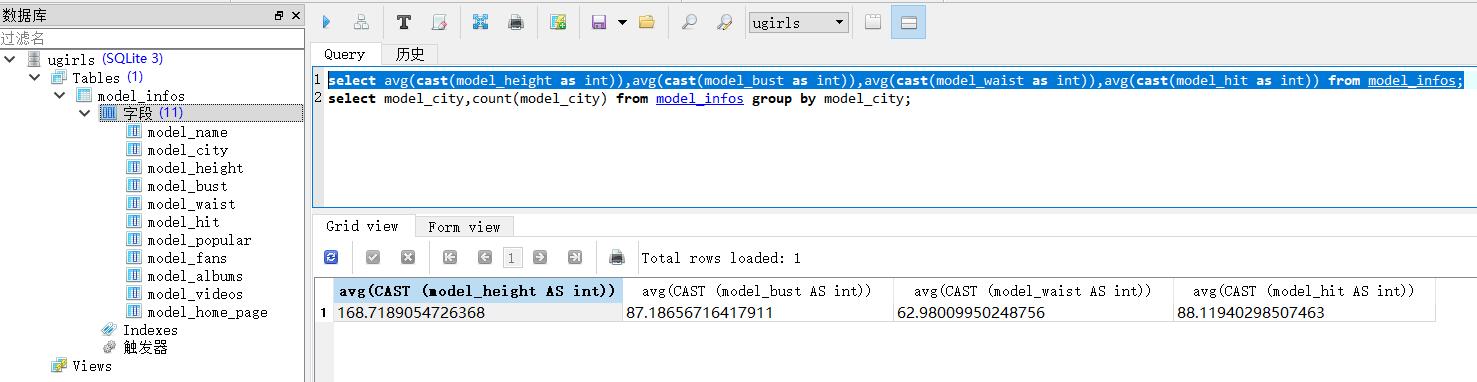 数据库
过滤名
ugirls (SQLite 3)
Tables (1)
model_infos
字段 (11)
model_name
model_city
model_height
model_bust
model_waist
model_hit
model_popular
model_fans
model_albums
model_videos
model_home_page
Indexes
触发器
Views
T
ugirls
Query 历史
1 select avg(cast(model_height as int)),avg(cast(model_bust as int)),avg(cast(model_waist as int)),avg(cast(model_hit as int)) from model_infos;
2 select model_city,count(model_city) from model_infos group by model_city;
Grid view Form view
1 Total rows loaded: 1
avg(CAST (model_height AS int)) avg(CAST (model_bust AS int)) avg(CAST (model_waist AS int)) avg(CAST (model_hit AS int))
1 168.7189054726368 87.18656716417911 62.98009950248756 88.11940298507463